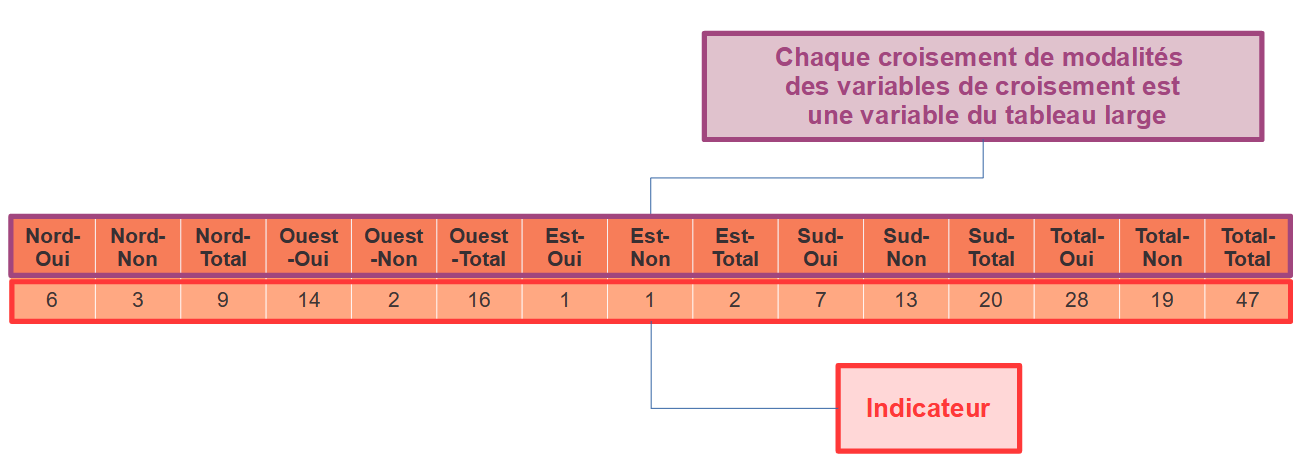 Chaque croisement de modalités
des variables de croisement est
une variable du tableau large
Nord- Nord- Nord- Ouest Ouest Ouest Est- Est- Est- Sud- Sud- Sud- Total- Total- Total-
Oui Non Total -Oui -Non -Total Oui Non Total Oui Non Total Oui Non Total
6 3 9 14 2 16 1 1 2 7 13 20 28 19 47
Indicateur